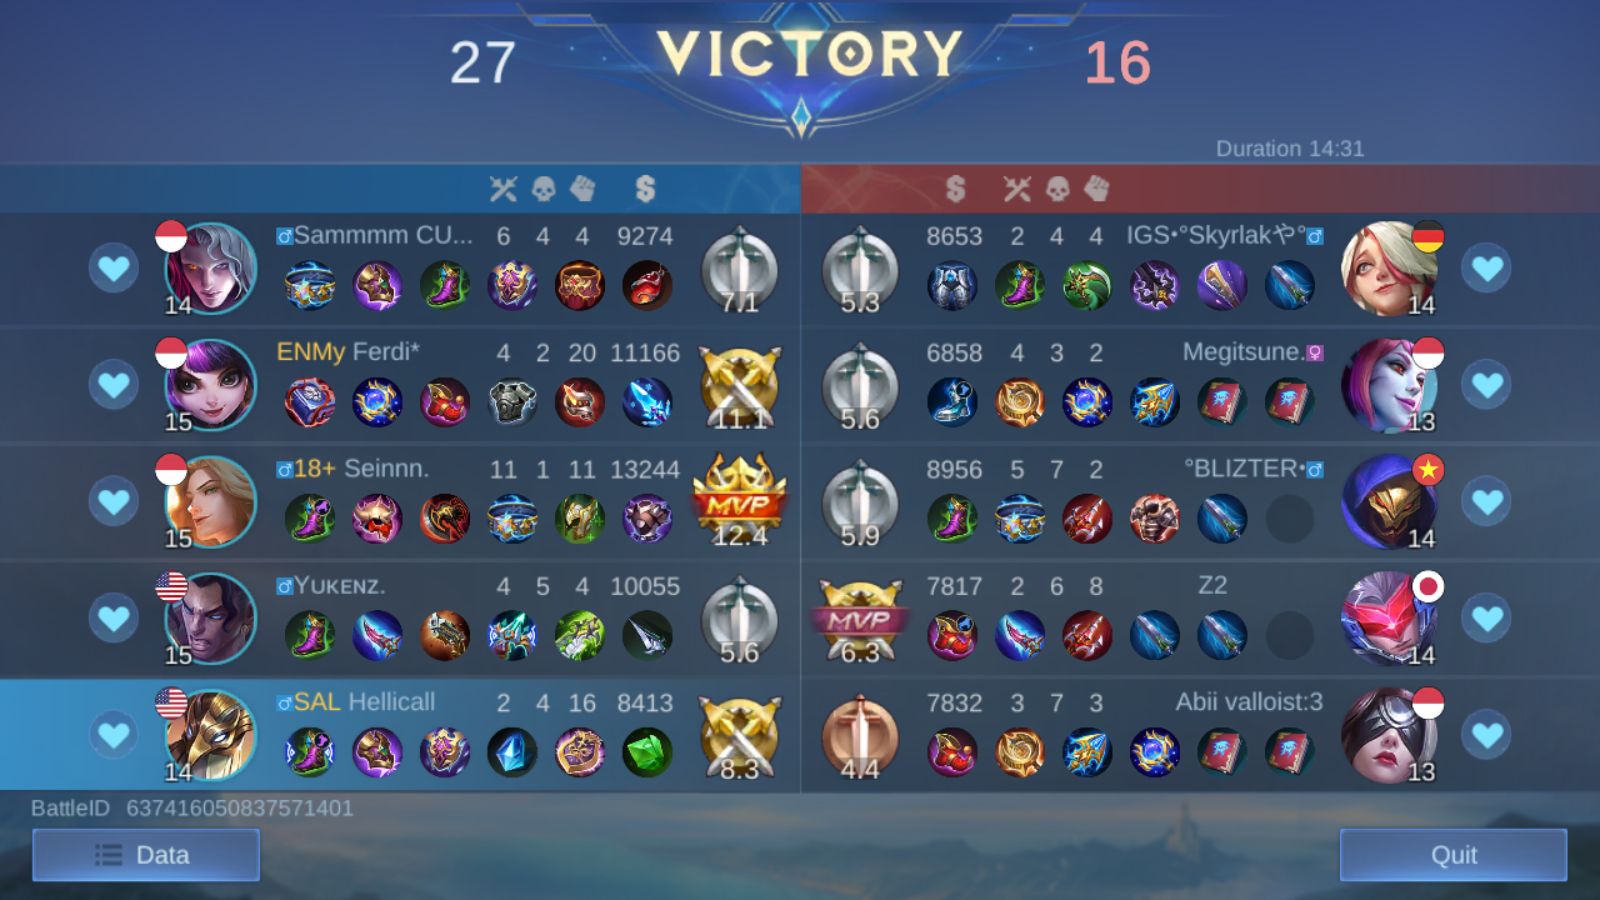 27 VICTORY 16
Duration 14:31
Sammmm CU... 6 4 4 9274
14 7.1
8653 2 4 4 IGS•°Skyrlakや°
5.3 14
ENMy Ferdi* 4 2 20 11166
15 11.1
6858 4 3 2 Megitsune.
5.6 13
18+ Seinnn. 11 1 11 13244
MVP
15 12.4
8956 5 7 2 °BLIZTER•
5.9 14
YUKENZ. 4 5 4 10055
15 5.6
7817 2 6 8 Z2
MVP
6.3 14
SAL Hellicall 2 4 16 8413
14 8.3
7832 3 7 3 Abii valloist:3
4.4 13
BattleID 637416050837571401
Data
Quit